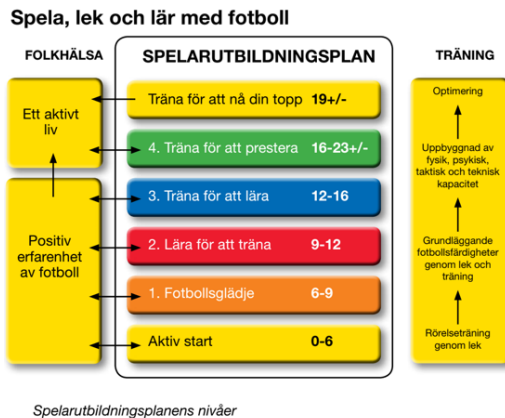 Spela, lek och lär med fotboll
FOLKHÄLSA
SPELARUTBILDNINGSPLAN
TRÄNING
Ett aktivt
liv
Positiv
erfarenhet
av fotboll
Träna för att nå din topp 19+/-
4. Träna för att prestera 16-23+/-
3. Träna för att lära 12-16
2. Lära för att träna 9-12
1. Fotbollsglädje 6-9
Aktiv start 0-6
Optimering
Uppbyggnad av
fysik, psykisk,
taktisk och teknisk
kapacitet
Grundläggande
fotbollsfärdigheter
genom lek och
träning
Rörelseträning
genom lek
Spelarutbildningsplanens nivåer